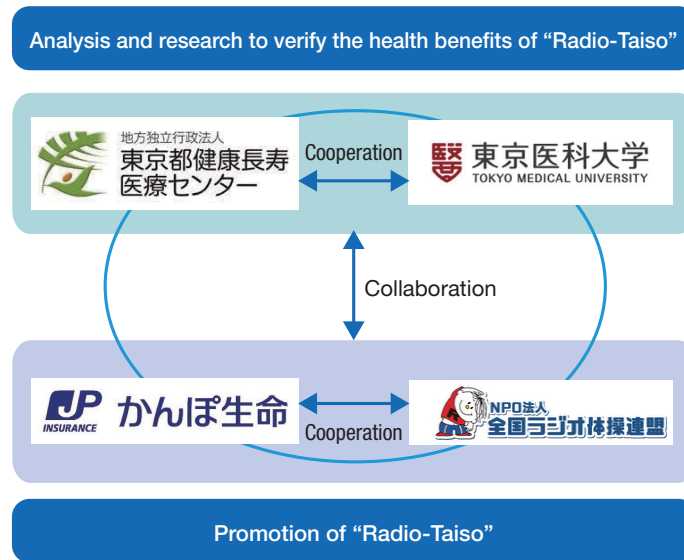 Analysis and research to verify the health benefits of “Radio-Taiso”
地方独立行政法人
東京都健康長寿
医療センター
Cooperation
東京医科大学
TOKYO MEDICAL UNIVERSITY
Collaboration
JP
INSURANCE
かんぽ生命
Cooperation
NPO法人
全国ラジオ体操連盟
Promotion of “Radio-Taiso”